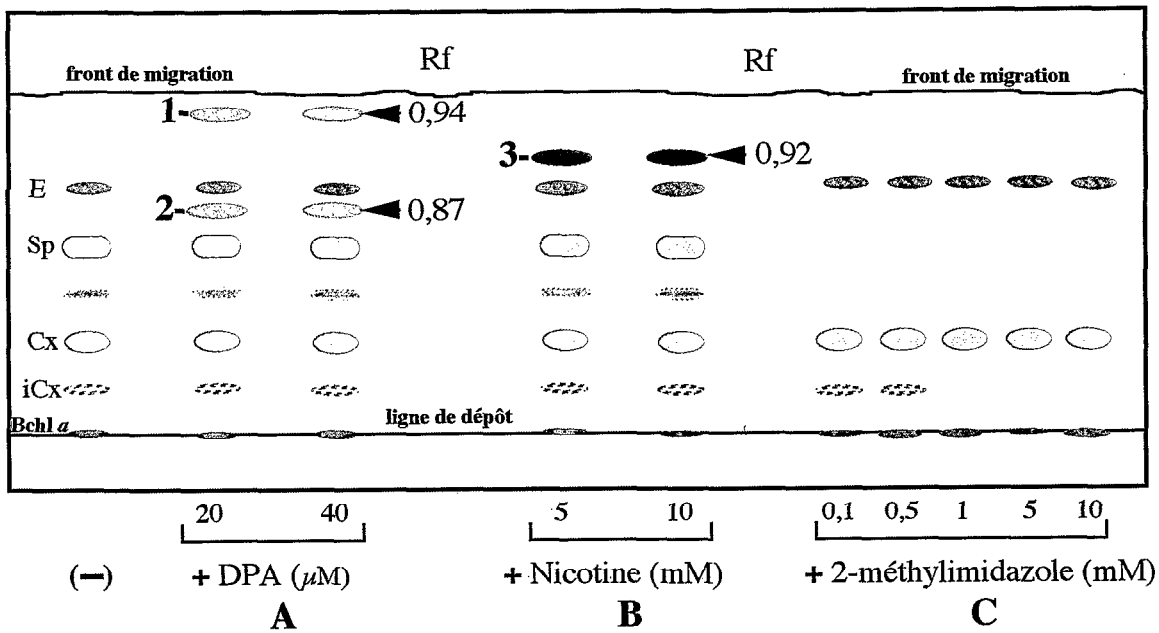 Rf Rf
front de migration front de migration
1- 0,94
3- 0,92
E
2- 0,87
Sp
Cx
iCx
ligne de dépôt
Bchl a
20 40 5 10 0,1 0,5 1 5 10
(−) + DPA (μM) + Nicotine (mM) + 2-méthylimidazole (mM)
A B C